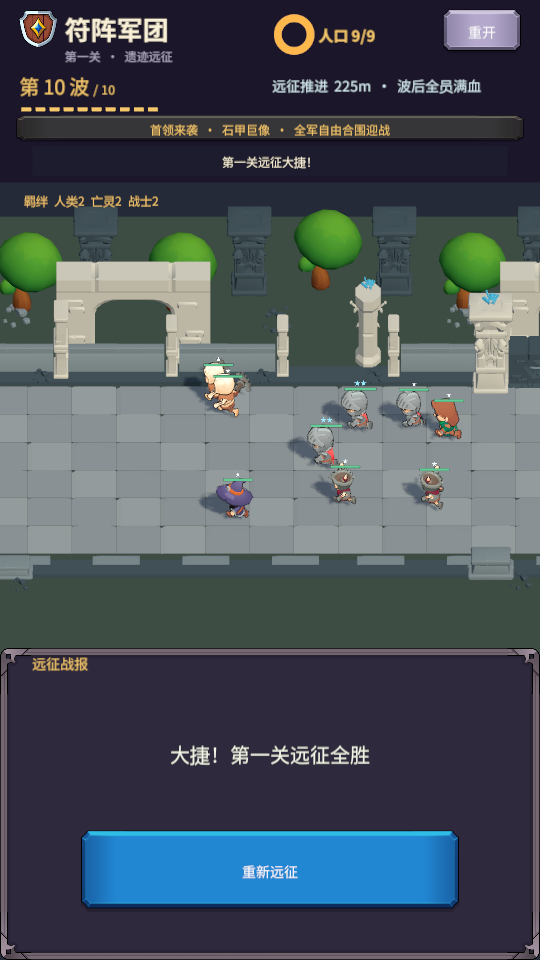 符阵军团
第一关 · 遗迹远征
人口 9/9
重开
第 10 波 / 10
远征推进 225m · 波后全员满血
首领来袭 · 石甲巨像 · 全军自由合围迎战
第一关远征大捷！
羁绊 人类2 亡灵2 战士2
远征战报
大捷！第一关远征全胜
重新远征